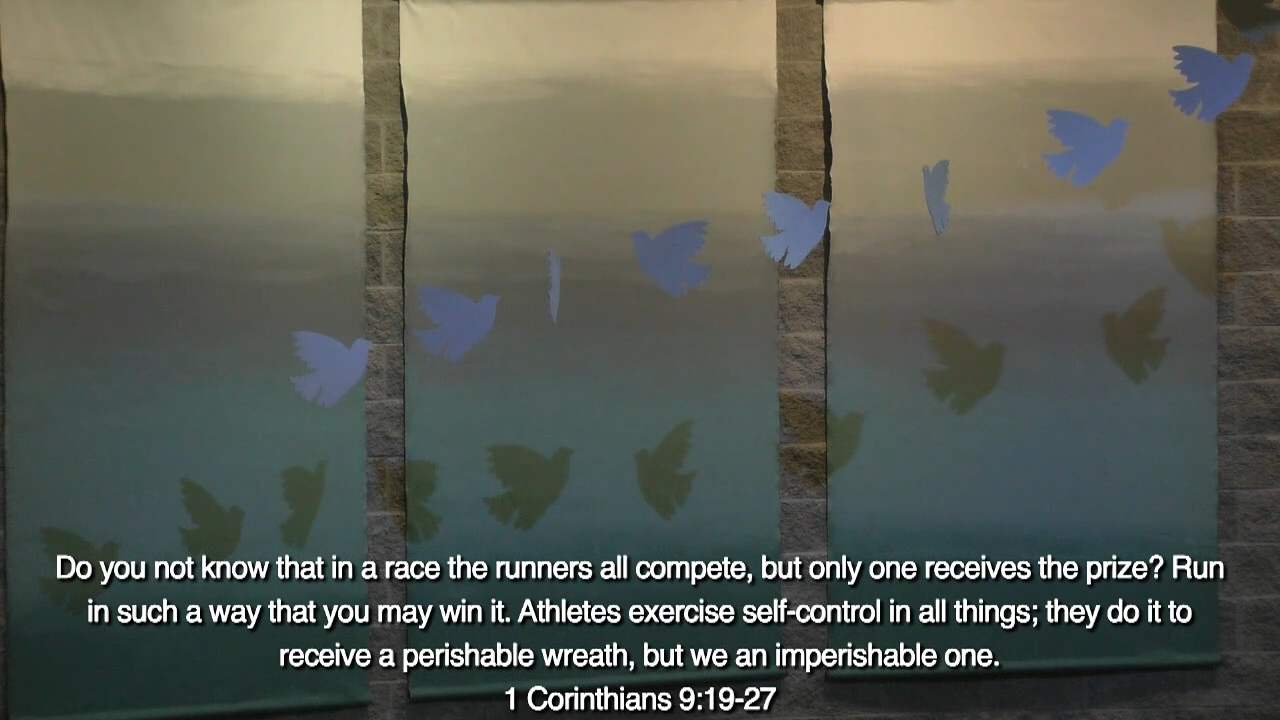 Do you not know that in a race the runners all compete, but only one receives the prize? Run
in such a way that you may win it. Athletes exercise self-control in all things; they do it to
receive a perishable wreath, but we an imperishable one.
1 Corinthians 9:19-27